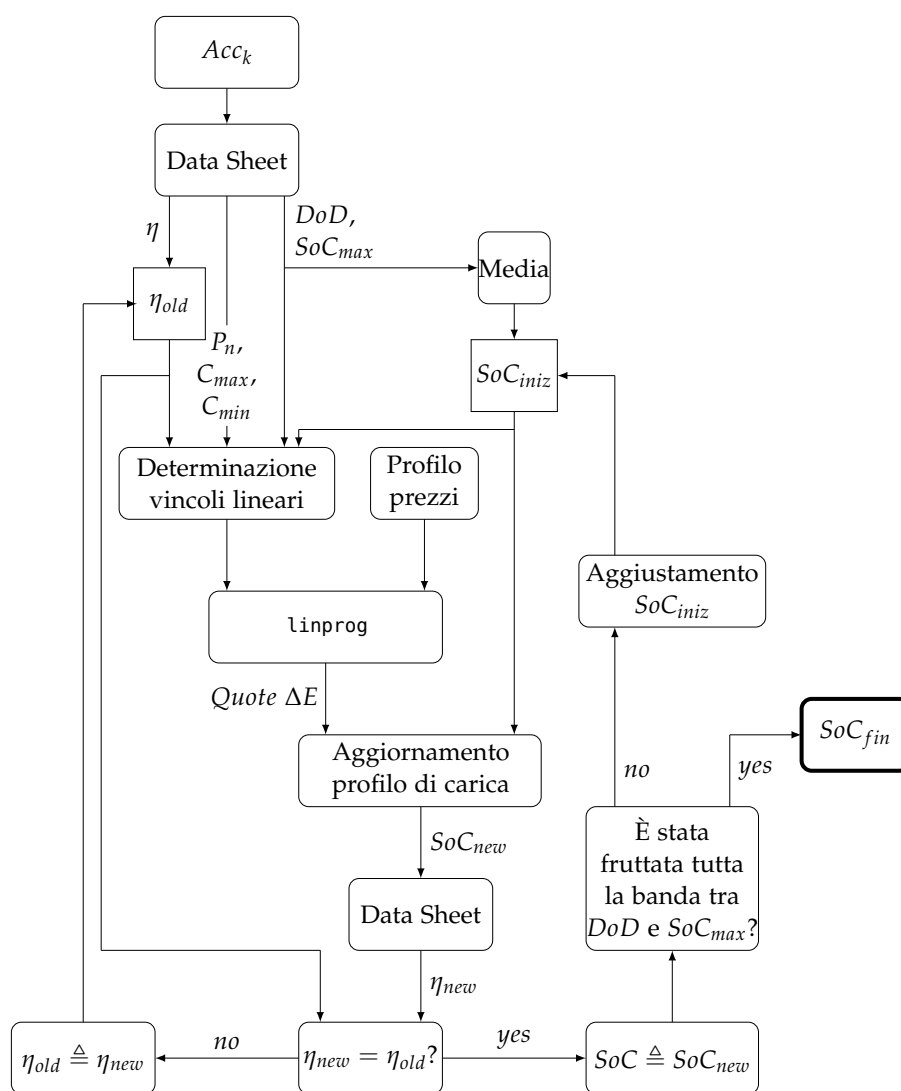 Acc_k
Data Sheet
η
DoD,
SoC_max
Media
η_old
P_n,
C_max,
C_min
SoC_iniz
Determinazione
vincoli lineari
Profilo
prezzi
Aggiustamento
SoC_iniz
linprog
Quote ΔE
SoC_fin
Aggiornamento
profilo di carica
no
yes
SoC_new
È stata
fruttata tutta
la banda tra
DoD e SoC_max?
Data Sheet
η_new
η_old ≜ η_new
no
η_new = η_old?
yes
SoC ≜ SoC_new